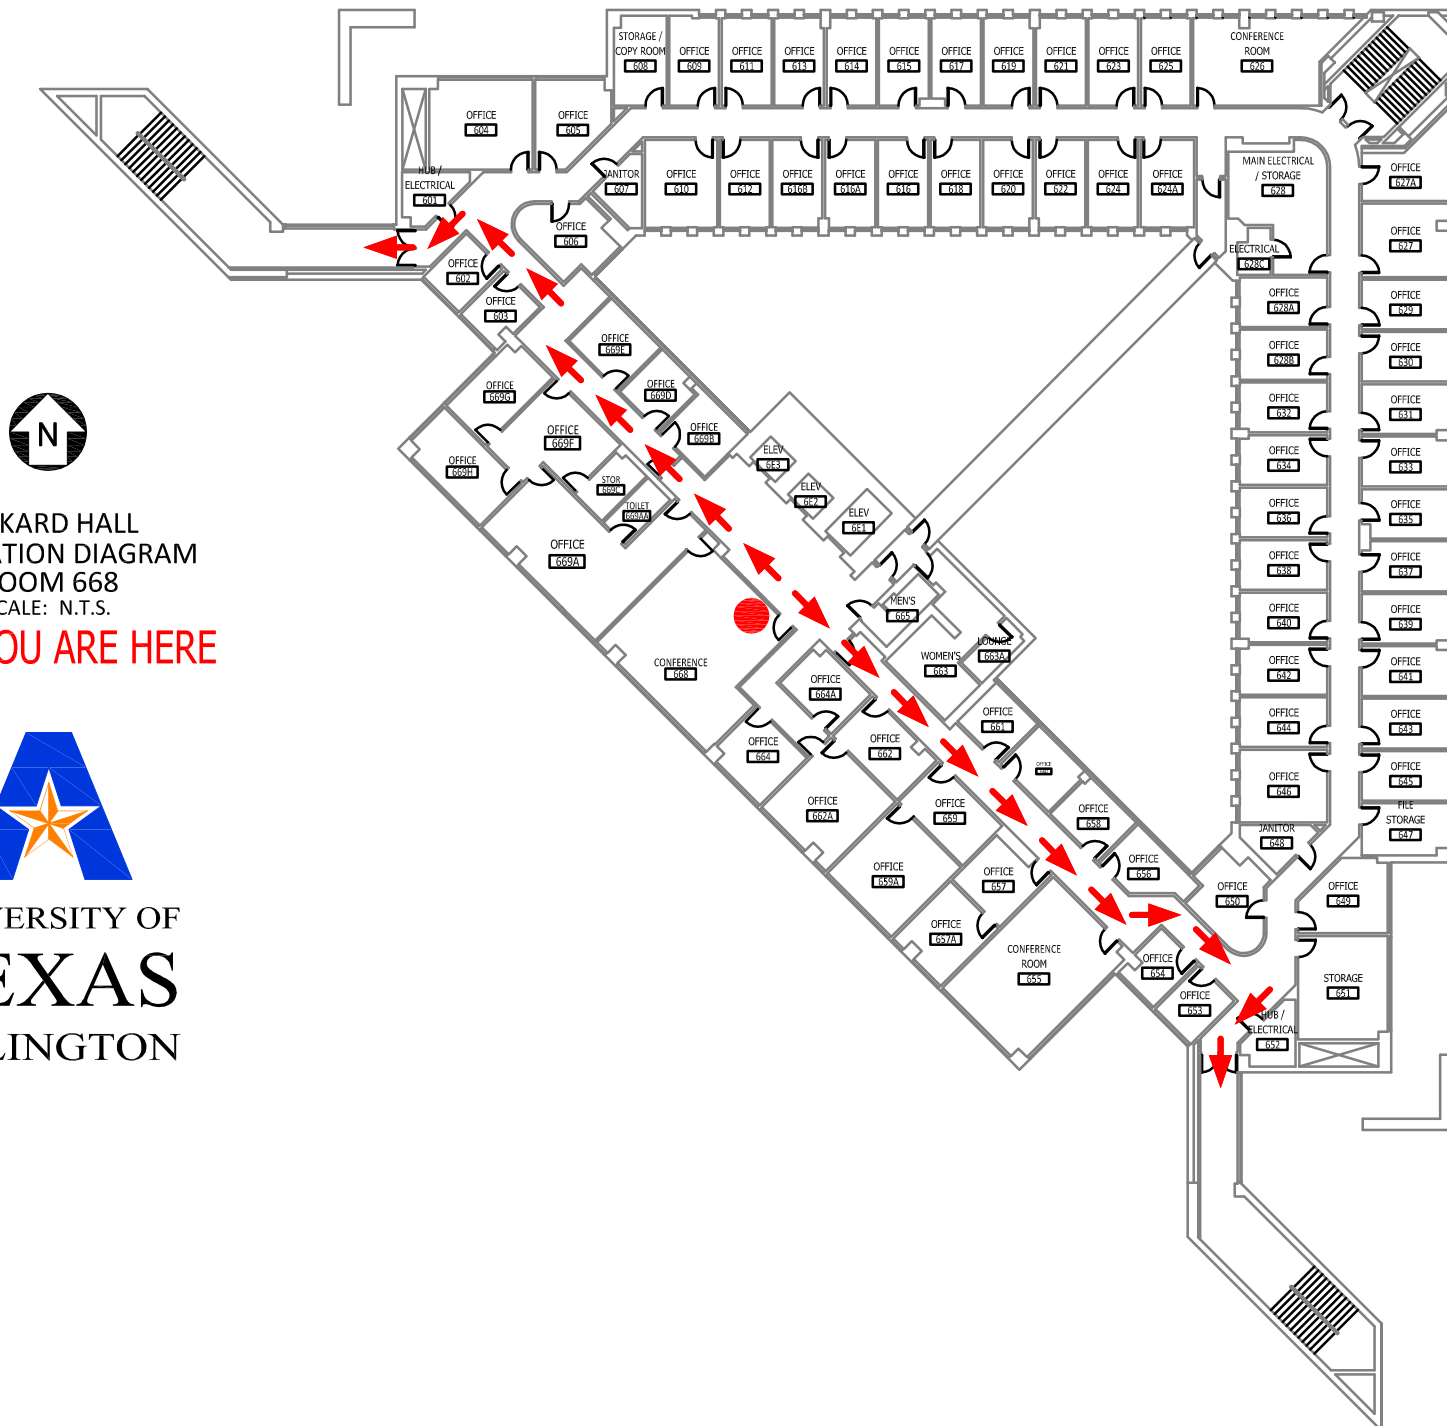 STORAGE /
COPY ROOM
608
OFFICE
609
OFFICE
611
OFFICE
613
OFFICE
614
OFFICE
615
OFFICE
617
OFFICE
619
OFFICE
621
OFFICE
623
OFFICE
625
CONFERENCE
ROOM
626
OFFICE
604
OFFICE
605
HUB /
ELECTRICAL
601
JANITOR
607
OFFICE
610
OFFICE
612
OFFICE
616B
OFFICE
616A
OFFICE
616
OFFICE
618
OFFICE
620
OFFICE
622
OFFICE
624
OFFICE
624A
MAIN ELECTRICAL
/ STORAGE
628
OFFICE
627A
OFFICE
606
OFFICE
627
ELECTRICAL
628C
OFFICE
602
OFFICE
603
OFFICE
628A
OFFICE
629
OFFICE
669E
OFFICE
628B
OFFICE
630
OFFICE
669G
OFFICE
669D
OFFICE
632
OFFICE
631
N
OFFICE
669F
OFFICE
669B
OFFICE
669H
ELEV
6E3
OFFICE
634
OFFICE
633
STOR
669C
ELEV
6E2
TOILET
669AA
ELEV
6E1
OFFICE
636
OFFICE
635
KARD HALL
ATION DIAGRAM
OOM 668
CALE: N.T.S.
OU ARE HERE
OFFICE
669A
OFFICE
638
OFFICE
637
MEN'S
665
OFFICE
640
OFFICE
639
CONFERENCE
668
WOMEN'S
663
LOUNGE
663A
OFFICE
642
OFFICE
641
OFFICE
664A
OFFICE
661
OFFICE
644
OFFICE
643
OFFICE
664
OFFICE
662
OFFICE
OFFICE
646
OFFICE
645
OFFICE
662A
OFFICE
659
OFFICE
658
JANITOR
648
FILE
STORAGE
647
OFFICE
659A
OFFICE
657
OFFICE
656
OFFICE
650
OFFICE
649
OFFICE
657A
CONFERENCE
ROOM
655
OFFICE
654
OFFICE
653
STORAGE
651
HUB /
ELECTRICAL
652
VERSITY OF
EXAS
LINGTON